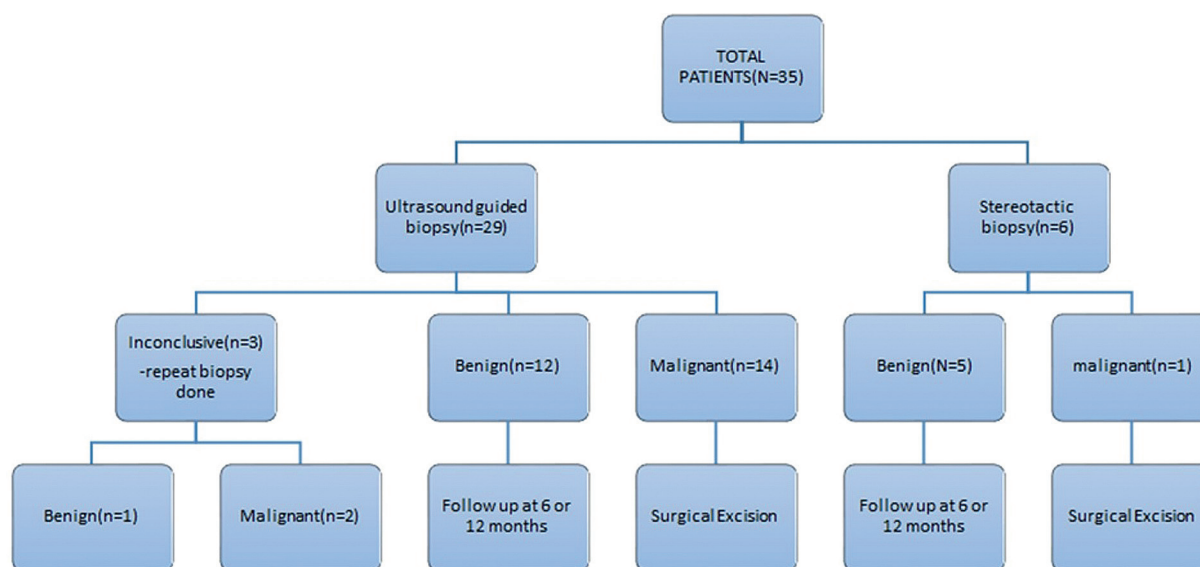 TOTAL
PATIENTS(N=35)
Ultrasound guided
biopsy(n=29)
Stereotactic
biopsy(n=6)
Inconclusive(n=3)
-repeat biopsy
done
Benign(n=12)
Malignant(n=14)
Benign(N=5)
malignant(n=1)
Benign(n=1)
Malignant(n=2)
Follow up at 6 or
12 months
Surgical Excision
Follow up at 6 or
12 months
Surgical Excision